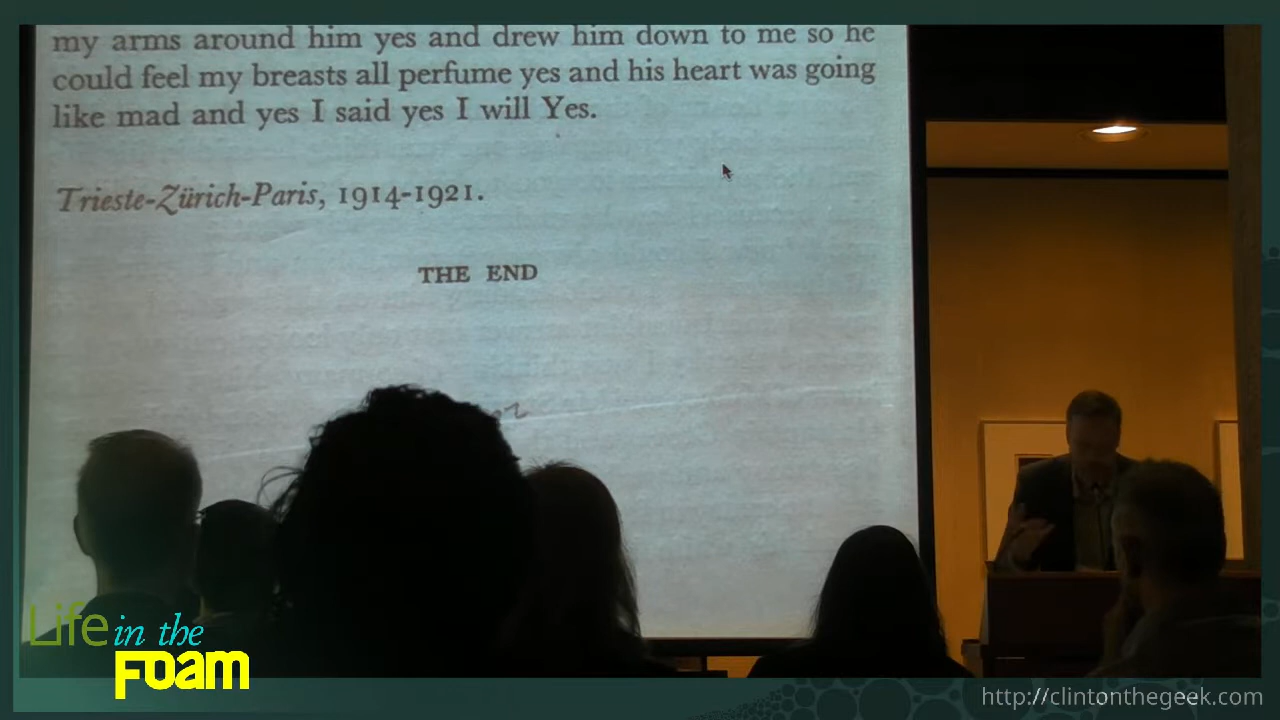 my arms around him yes and drew him down to me so he
could feel my breasts all perfume yes and his heart was going
like mad and yes I said yes I will Yes.
Trieste-Zürich-Paris, 1914-1921.
THE END
Life in the
FOAM
http://clintonthegeek.com